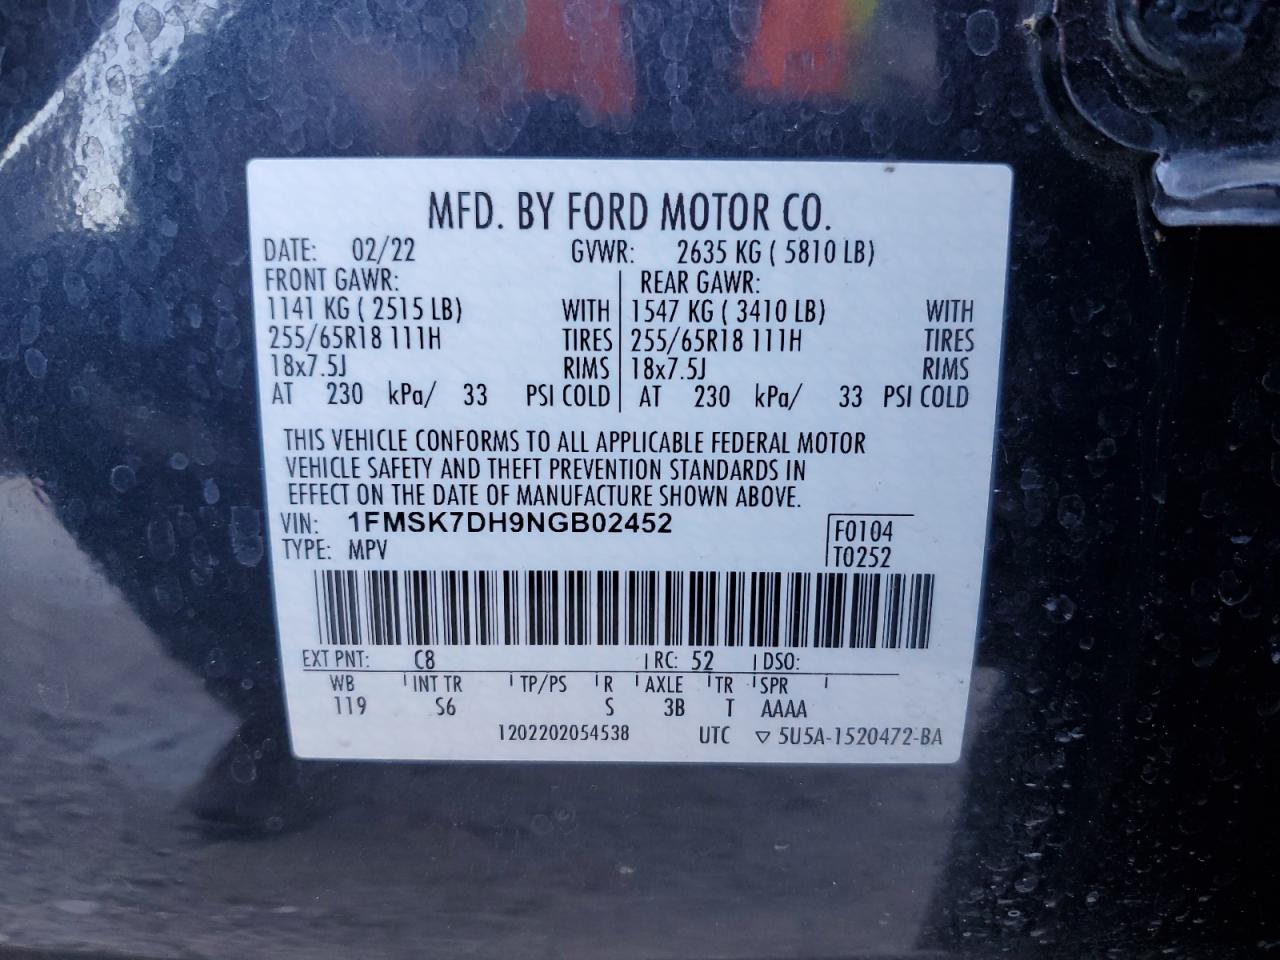 MFD. BY FORD MOTOR CO.
DATE: 02/22 GVWR: 2635 KG ( 5810 LB)
FRONT GAWR: REAR GAWR:
1141 KG ( 2515 LB) WITH 1547 KG ( 3410 LB) WITH
255/65R18 111H TIRES 255/65R18 111H TIRES
18x7.5J RIMS 18x7.5J RIMS
AT 230 kPa/ 33 PSI COLD AT 230 kPa/ 33 PSI COLD
THIS VEHICLE CONFORMS TO ALL APPLICABLE FEDERAL MOTOR
VEHICLE SAFETY AND THEFT PREVENTION STANDARDS IN
EFFECT ON THE DATE OF MANUFACTURE SHOWN ABOVE.
VIN: 1FMSK7DH9NGB02452 F0104
TYPE: MPV T0252
EXT PNT: C8 RC: 52 DSO:
WB INT TR TP/PS R AXLE TR SPR
119 S6 S 3B T AAAA
1202202054538 UTC ▽ 5U5A-1520472-BA